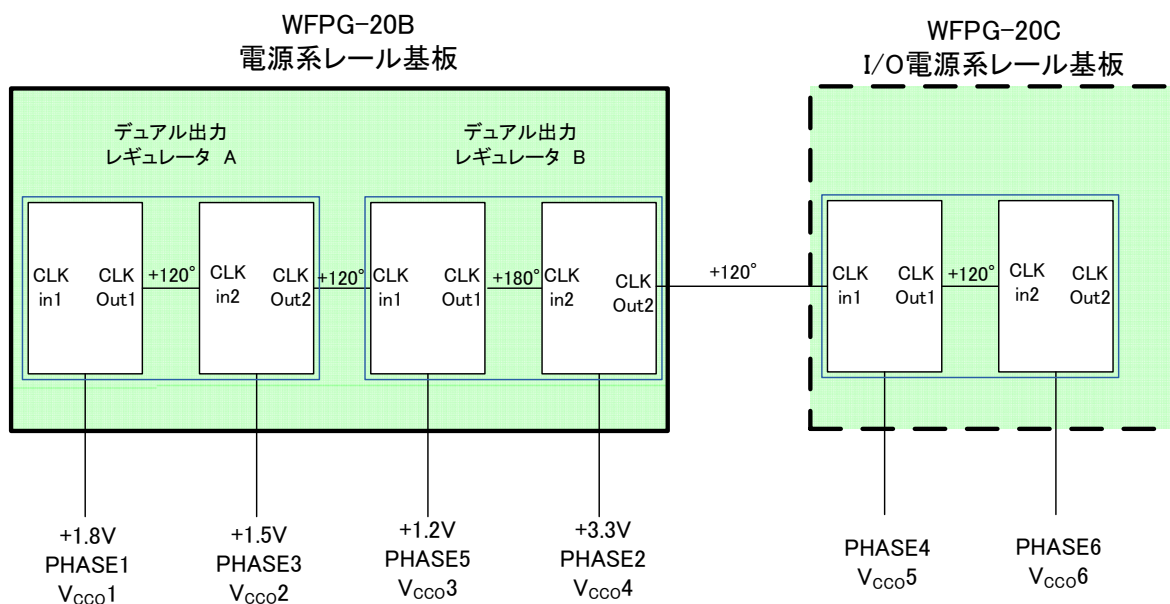 WFPG-20B
電源系レール基板
WFPG-20C
I/O電源系レール基板
デュアル出力
レギュレータ A
デュアル出力
レギュレータ B
CLK
in1
CLK
Out1
+120°
CLK
in2
CLK
Out2
+120°
CLK
in1
CLK
Out1
+180°
CLK
in2
CLK
Out2
+120°
CLK
in1
CLK
Out1
+120°
CLK
in2
CLK
Out2
+1.8V
PHASE1
VCCO1
+1.5V
PHASE3
VCCO2
+1.2V
PHASE5
VCCO3
+3.3V
PHASE2
VCCO4
PHASE4
VCCO5
PHASE6
VCCO6